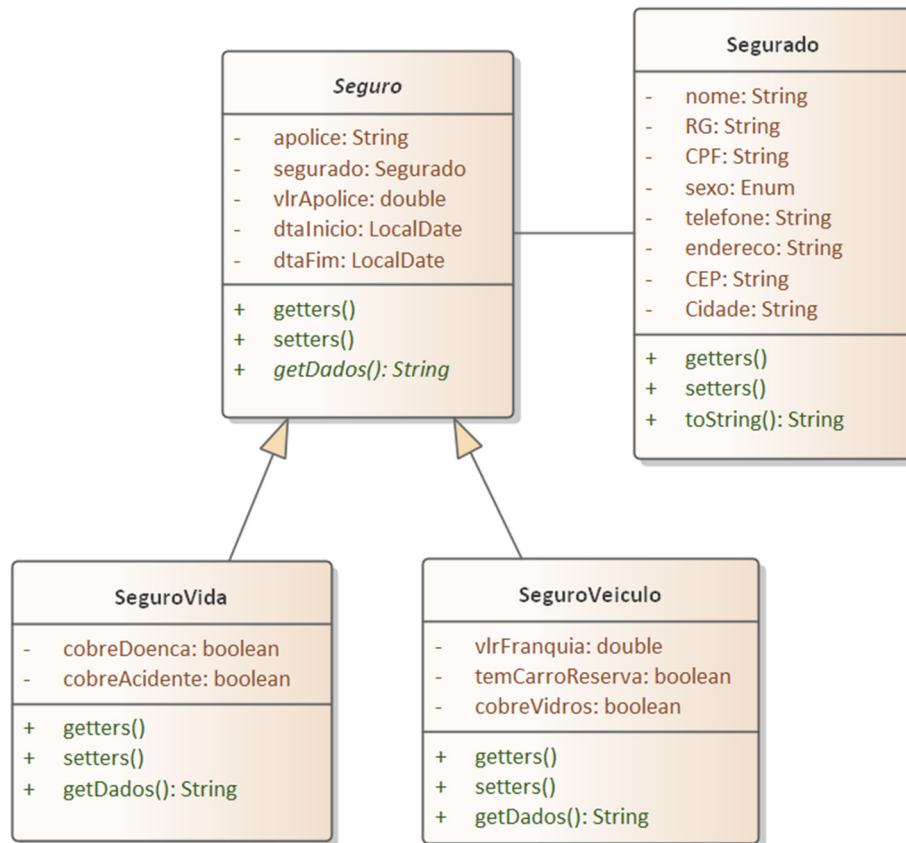 Seguro
- apolice: String
- segurado: Segurado
- vlrApolice: double
- dtaInicio: LocalDate
- dtaFim: LocalDate
+ getters()
+ setters()
+ getDados(): String
Segurado
- nome: String
- RG: String
- CPF: String
- sexo: Enum
- telefone: String
- endereco: String
- CEP: String
- Cidade: String
+ getters()
+ setters()
+ toString(): String
SeguroVida
- cobreDoenca: boolean
- cobreAcidente: boolean
+ getters()
+ setters()
+ getDados(): String
SeguroVeiculo
- vlrFranquia: double
- temCarroReserva: boolean
- cobreVidros: boolean
+ getters()
+ setters()
+ getDados(): String